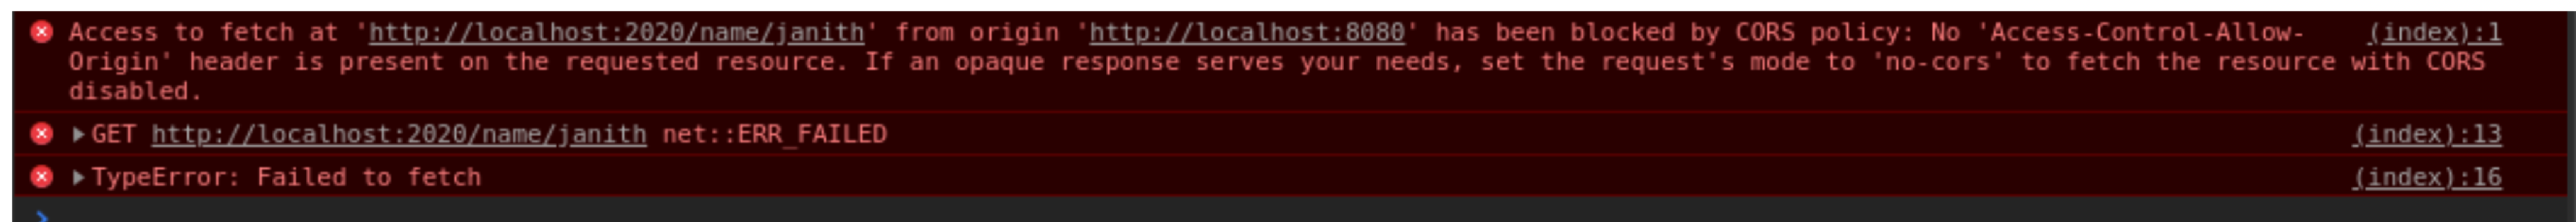 Access to fetch at 'http://localhost:2020/name/janith' from origin 'http://localhost:8080' has been blocked by CORS policy: No 'Access-Control-Allow- (index):1
Origin' header is present on the requested resource. If an opaque response serves your needs, set the request's mode to 'no-cors' to fetch the resource with CORS
disabled.
GET http://localhost:2020/name/janith net::ERR_FAILED (index):13
TypeError: Failed to fetch (index):16